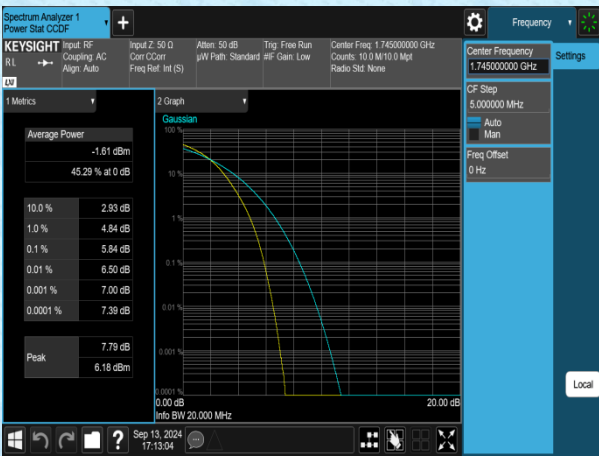 Spectrum Analyzer 1
Power Stat CCDF
Frequency
KEYSIGHT
RL
LXI
Input: RF
Coupling: AC
Align: Auto
Input Z: 50 Ω
Corr CCorr
Freq Ref: Int (S)
Atten: 50 dB
µW Path: Standard
Trig: Free Run
#IF Gain: Low
Center Freq: 1.745000000 GHz
Counts: 10.0 M/10.0 Mpt
Radio Std: None
Center Frequency
1.745000000 GHz
Settings
CF Step
5.000000 MHz
Auto
Man
Freq Offset
0 Hz
Local
1 Metrics
Average Power
-1.61 dBm
45.29 % at 0 dB
10.0 % 2.93 dB
1.0 % 4.84 dB
0.1 % 5.84 dB
0.01 % 6.50 dB
0.001 % 7.00 dB
0.0001 % 7.39 dB
Peak
7.79 dB
6.18 dBm
2 Graph
Gaussian
100 %
10 %
1 %
0.1 %
0.01 %
0.001 %
0.0001 %
0.00 dB
20.00 dB
Info BW 20.000 MHz
?
Sep 13, 2024
17:13:04